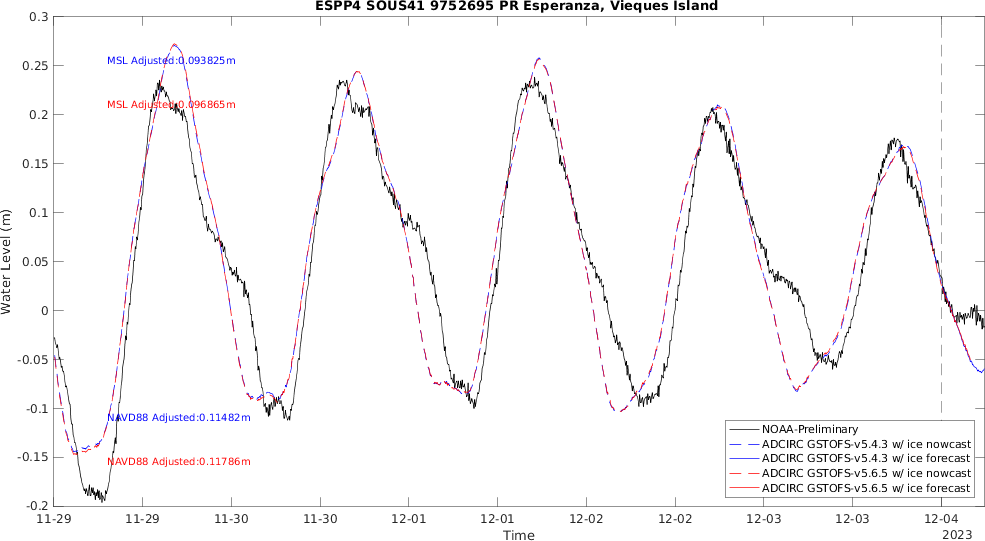 ESPP4 SOUS41 9752695 PR Esperanza, Vieques Island
0.3
0.25
0.2
0.15
0.1
0.05
0
-0.05
-0.1
-0.15
-0.2
Water Level (m)
MSL Adjusted:0.093825m
MSL Adjusted:0.096865m
NAVD88 Adjusted:0.11482m
NAVD88 Adjusted:0.11786m
NOAA-Preliminary
ADCIRC GSTOFS-v5.4.3 w/ ice nowcast
ADCIRC GSTOFS-v5.4.3 w/ ice forecast
ADCIRC GSTOFS-v5.6.5 w/ ice nowcast
ADCIRC GSTOFS-v5.6.5 w/ ice forecast
11-29 11-29 11-30 11-30 12-01 12-01 12-02 12-02 12-03 12-03 12-04
2023
Time